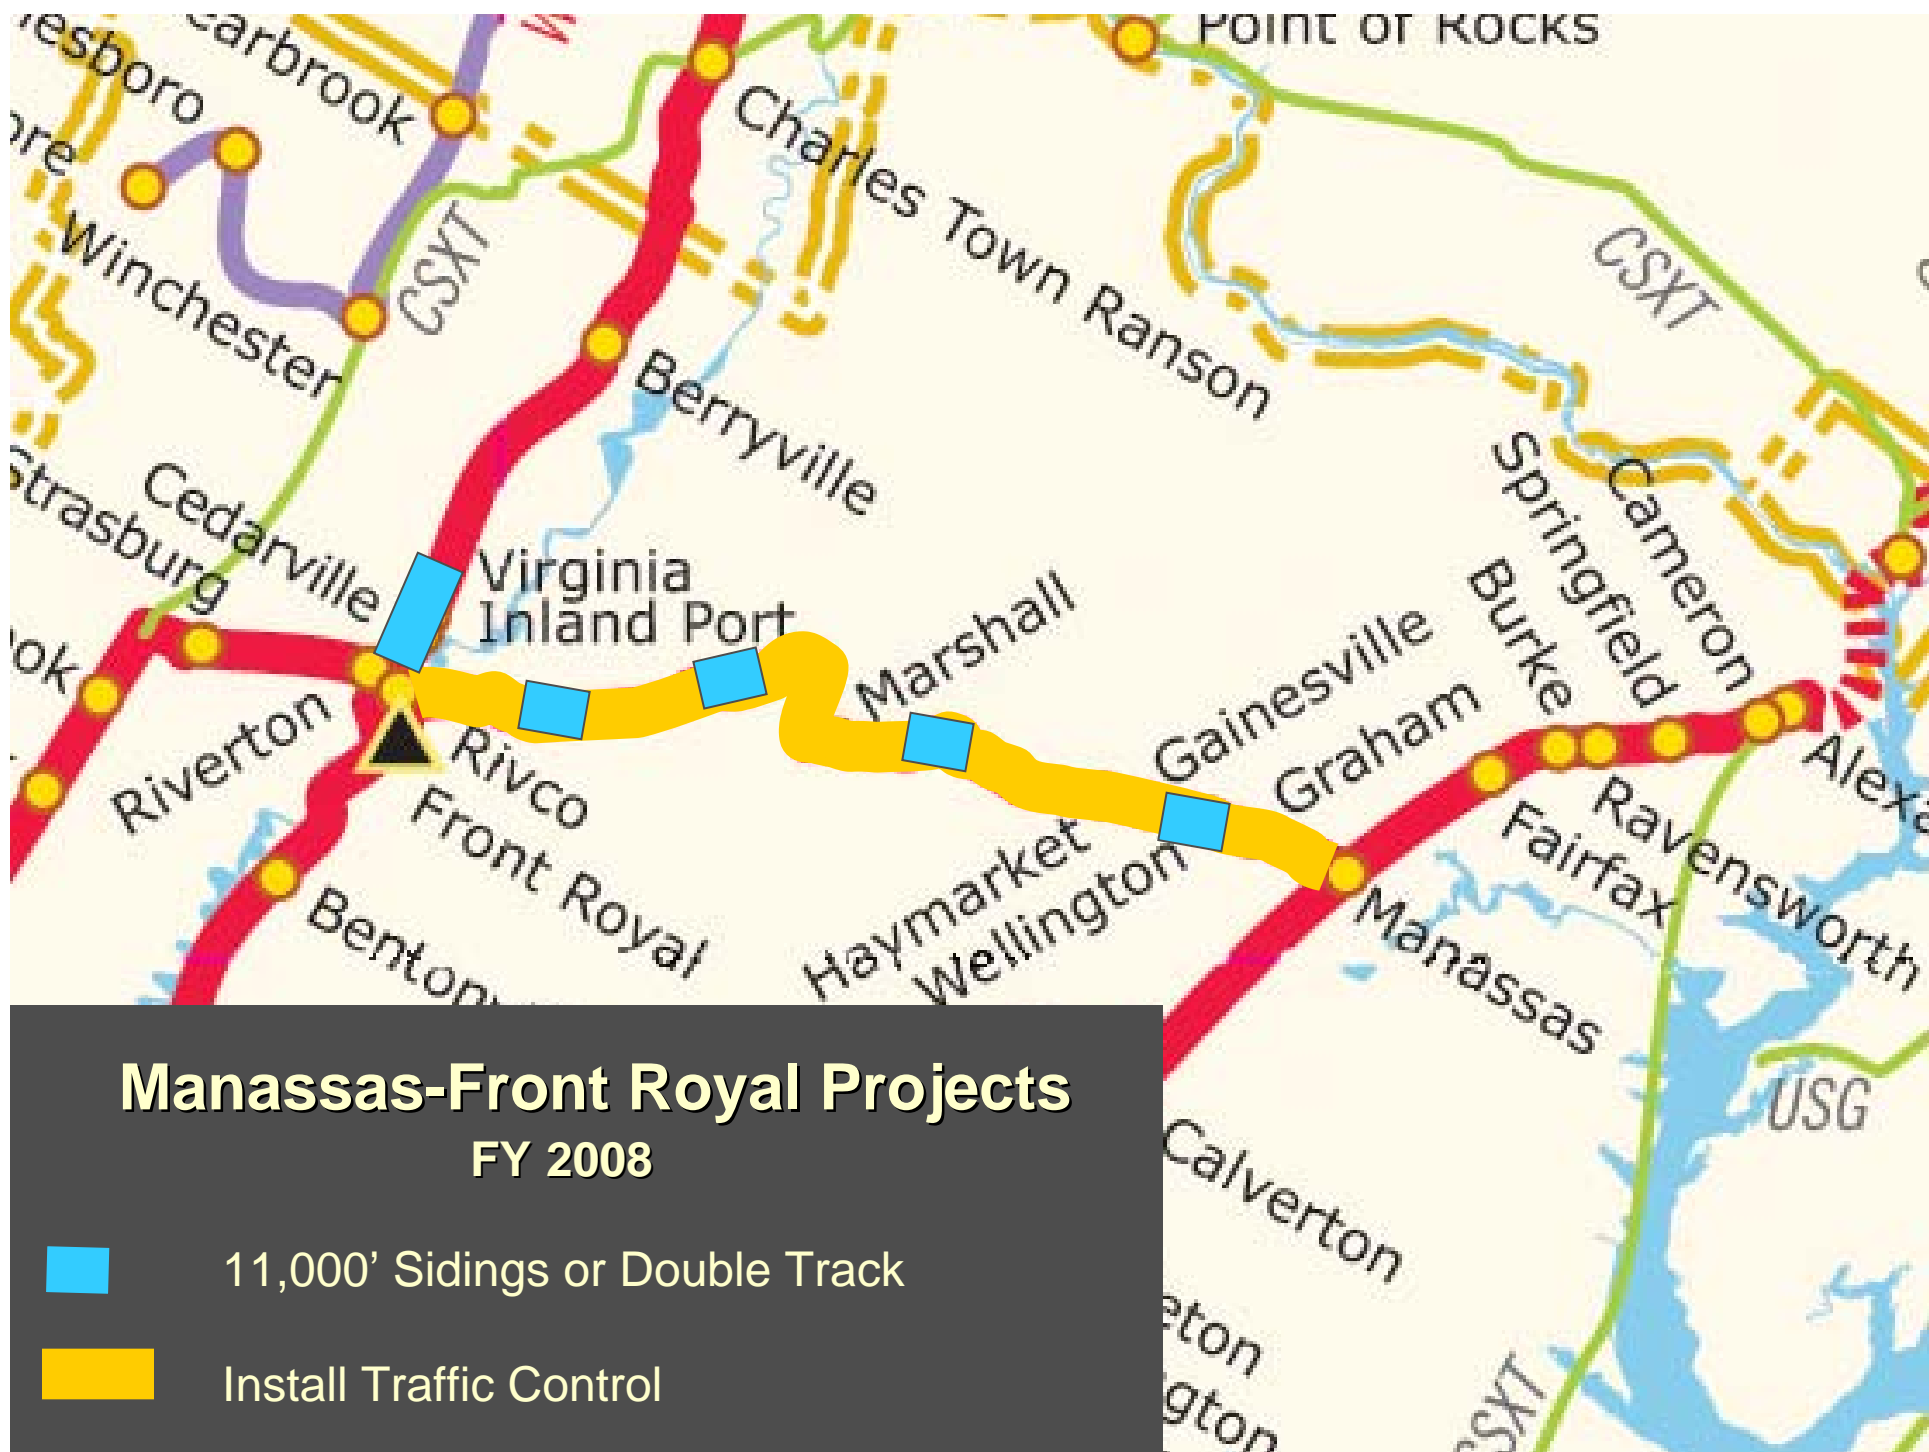 Point of Rocks
Charles Town Ranson
CSXT
CSXT
Winchester
Berryville
Cedarville
Strasburg
Virginia
Inland Port
Marshall
Gainesville
Graham
Burke
Springfield
Cameron
Riverton
Rivco
Front Royal
Haymarket
Wellington
Fairfax
Ravensworth
Manassas
USG
Calverton
Manassas-Front Royal Projects
FY 2008
11,000’ Sidings or Double Track
Install Traffic Control